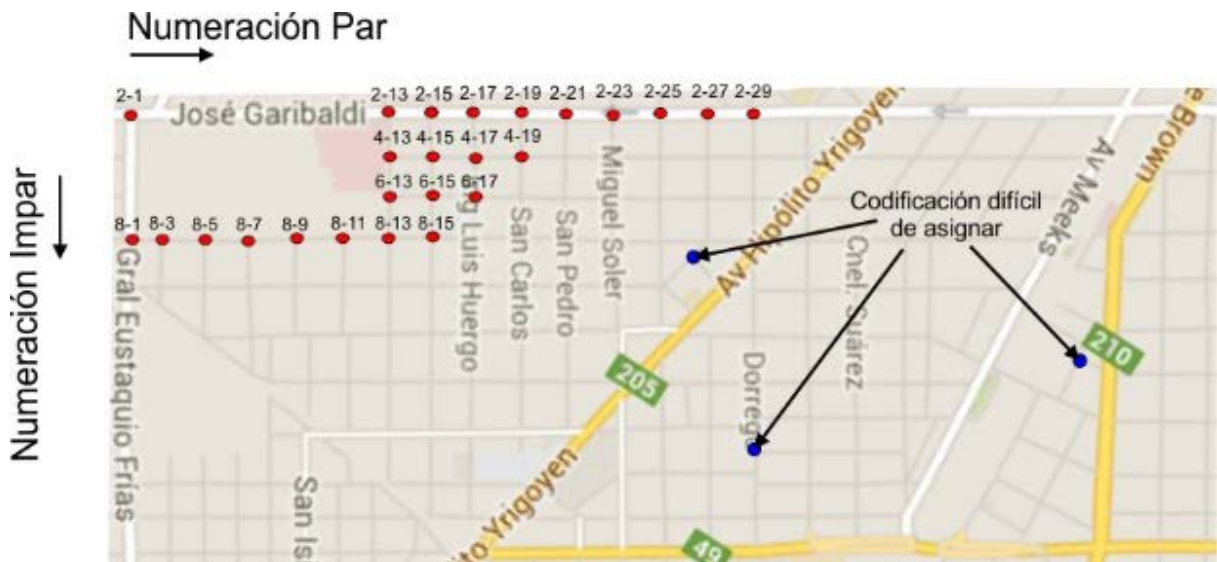 Numeración Par
2-1
José Garibaldi
2-13 2-15 2-17 2-19 2-21 2-23 2-25 2-27 2-29
4-13 4-15 4-17 4-19
6-13 6-15 6-17
8-1 8-3 8-5 8-7 8-9 8-11 8-13 8-15
Numeración Impar
Gral Eustaquio Frías
San Is
Luis Huergo
San Carlos
San Pedro
Miguel Soler
Av Hipólito Yrigoyen
205
ito Yrigoyen
Dorrego
Cnel. Suárez
Codificación difícil
de asignar
Av Meeks
e Brown
210
49